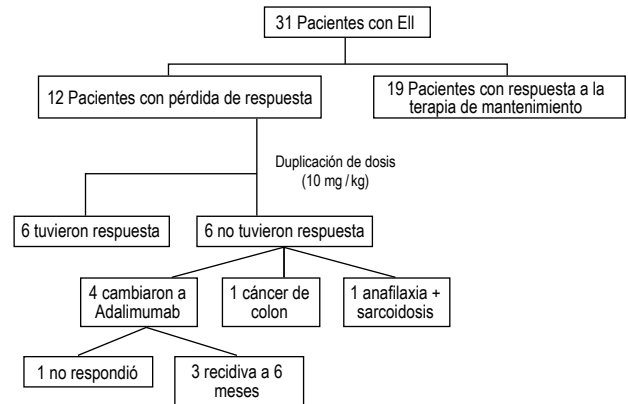 31 Pacientes con Ell
12 Pacientes con pérdida de respuesta
19 Pacientes con respuesta a la
terapia de mantenimiento
Duplicación de dosis
(10 mg / kg)
6 tuvieron respuesta
6 no tuvieron respuesta
4 cambiaron a
Adalimumab
1 cáncer de
colon
1 anafilaxia +
sarcoidosis
1 no respondió
3 recidiva a 6
meses